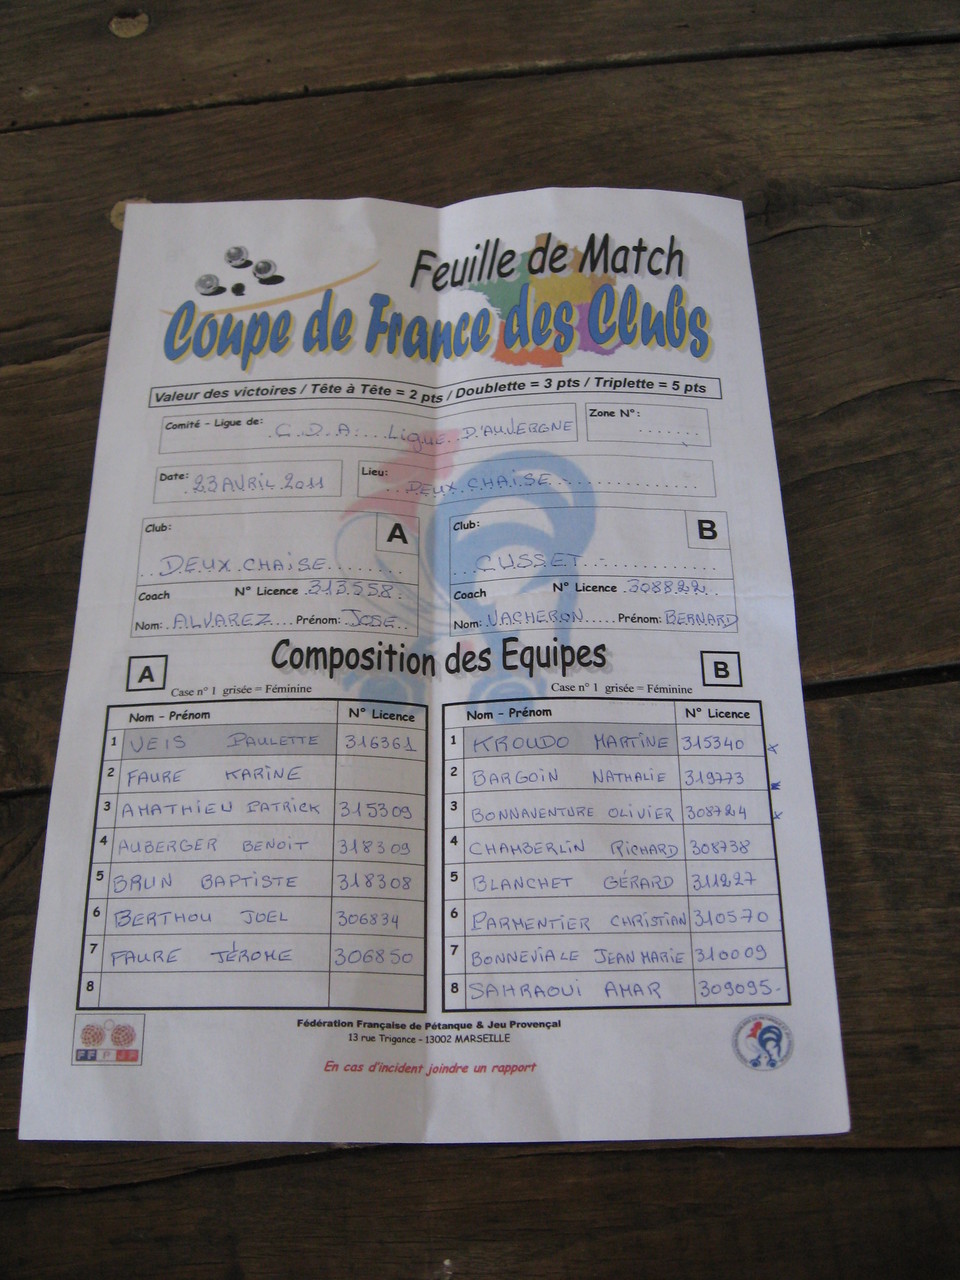 Feuille de Match
Coupe de France des Clubs
Valeur des victoires / Tête à Tête = 2 pts / Doublette = 3 pts / Triplette = 5 pts
Comité - Ligue de: C.D.A. Ligue D'AUVERGNE Zone N°:
Date: 23 AVRIL 2011 Lieu: DEUX CHAISE
Club: A Club: B
DEUX CHAISE CUSSET
Coach N° Licence 313558 Coach N° Licence 308822
Nom: ALVAREZ Prénom: JOSE Nom: VACHERON Prénom: BERNARD
Composition des Equipes
A Case n° 1 grisée = Féminine Case n° 1 grisée = Féminine B
Nom - Prénom N° Licence Nom - Prénom N° Licence
1 VEIS PAULETTE 316361 1 KROUDO MARTINE 315340 x
2 FAURE KARINE 2 BARGOIN NATHALIE 319773
3 AMATHIEU PATRICK 315309 3 BONNAVENTURE OLIVIER 308724 x
4 AUBERGER BENOIT 318309 4 CHAMBERLIN RICHARD 308738
5 BRUN BAPTISTE 318308 5 BLANCHET GÉRARD 311227
6 BERTHOU JOEL 306834 6 PARMENTIER CHRISTIAN 310570
7 FAURE JÉROME 306850 7 BONNEVIALE JEAN MARIE 310009
8 8 SAHRAOUI AMAR 309095
Fédération Française de Pétanque & Jeu Provençal
13 rue Trigance - 13002 MARSEILLE
En cas d'incident joindre un rapport
FFPJP